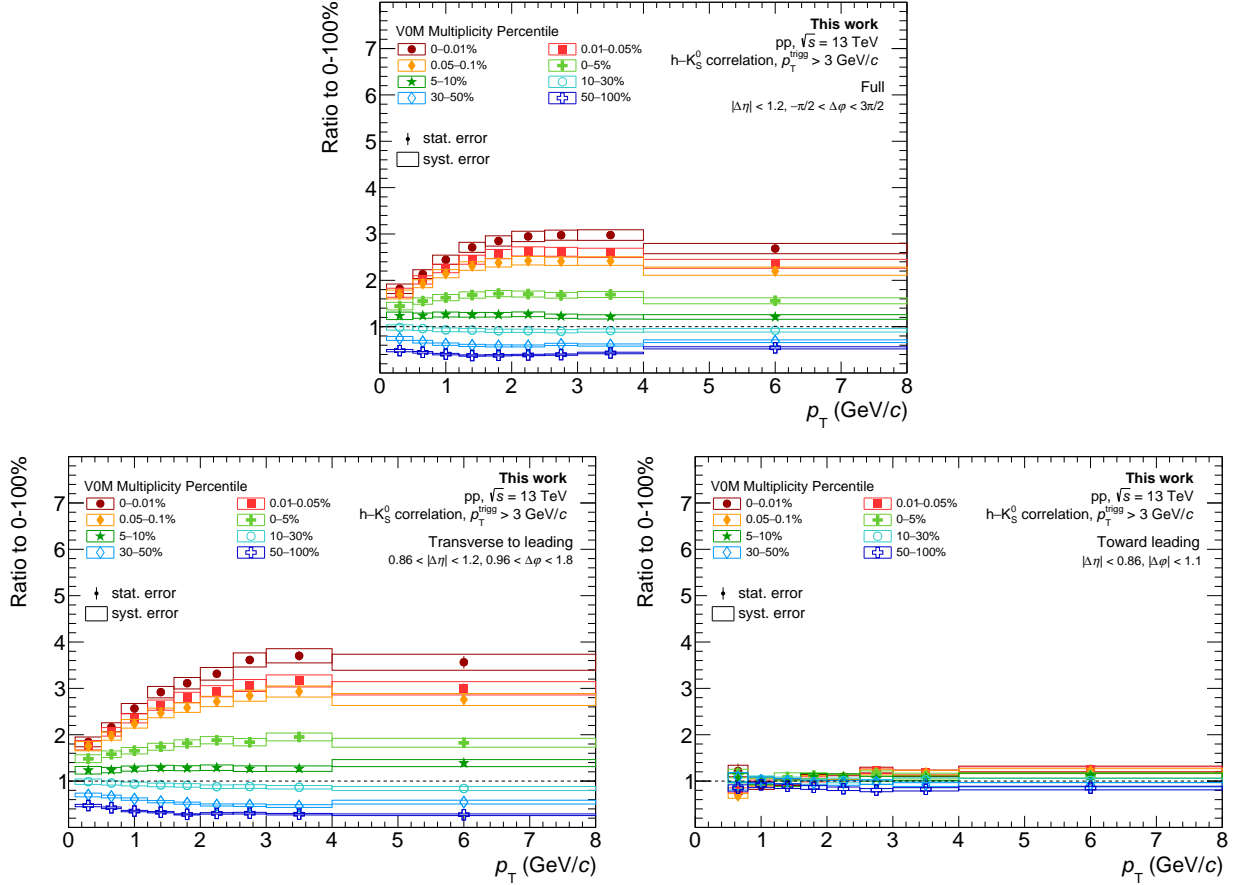 Ratio to 0-100%
7
6
5
4
3
2
1
V0M Multiplicity Percentile
0–0.01%
0.01–0.05%
0.05–0.1%
0–5%
5–10%
10–30%
30–50%
50–100%
stat. error
syst. error
This work
pp, √s = 13 TeV
h–K⁰_S correlation, p_T^trigg > 3 GeV/c
Full
|Δη| < 1.2, −π/2 < Δφ < 3π/2
0 1 2 3 4 5 6 7 8
p_T (GeV/c)
Ratio to 0-100%
7
6
5
4
3
2
1
V0M Multiplicity Percentile
0–0.01%
0.01–0.05%
0.05–0.1%
0–5%
5–10%
10–30%
30–50%
50–100%
stat. error
syst. error
This work
pp, √s = 13 TeV
h–K⁰_S correlation, p_T^trigg > 3 GeV/c
Transverse to leading
0.86 < |Δη| < 1.2, 0.96 < Δφ < 1.8
0 1 2 3 4 5 6 7 8
p_T (GeV/c)
Ratio to 0-100%
7
6
5
4
3
2
1
V0M Multiplicity Percentile
0–0.01%
0.01–0.05%
0.05–0.1%
0–5%
5–10%
10–30%
30–50%
50–100%
stat. error
syst. error
This work
pp, √s = 13 TeV
h–K⁰_S correlation, p_T^trigg > 3 GeV/c
Toward leading
|Δη| < 0.86, |Δφ| < 1.1
0 1 2 3 4 5 6 7 8
p_T (GeV/c)